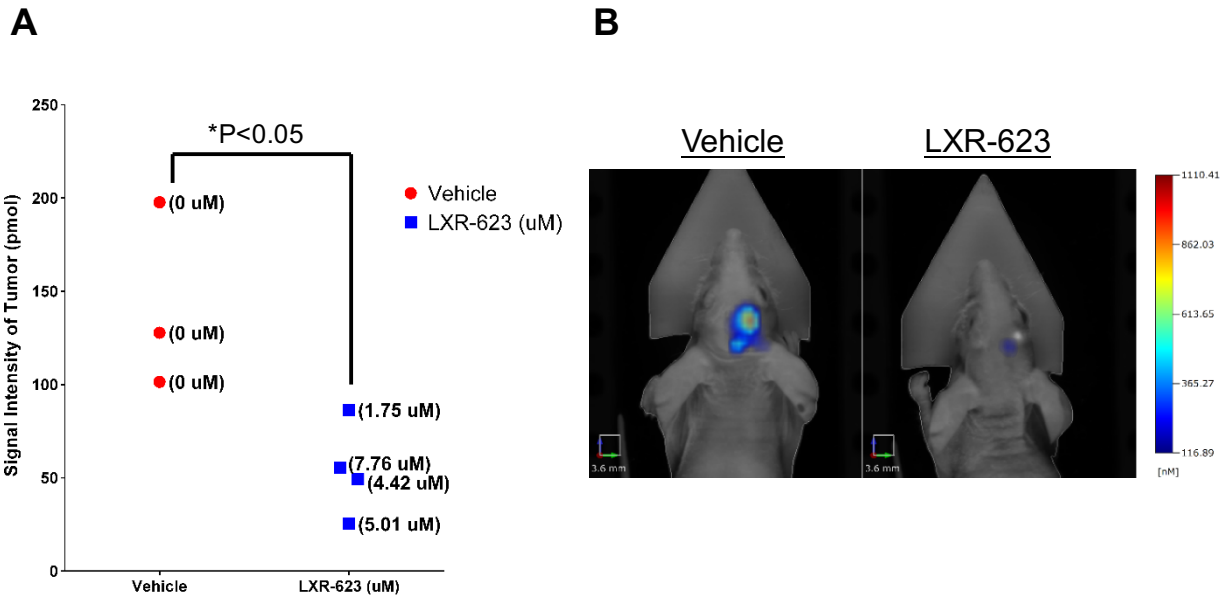 A
B
250
200
150
100
50
0
Signal Intensity of Tumor (pmol)
*P<0.05
(0 uM)
(0 uM)
(0 uM)
(1.75 uM)
(7.76 uM)
(4.42 uM)
(5.01 uM)
Vehicle
LXR-623 (uM)
Vehicle
LXR-623 (uM)
Vehicle
LXR-623
3.6 mm
3.6 mm
1110.41
862.03
613.65
365.27
116.89
[nM]